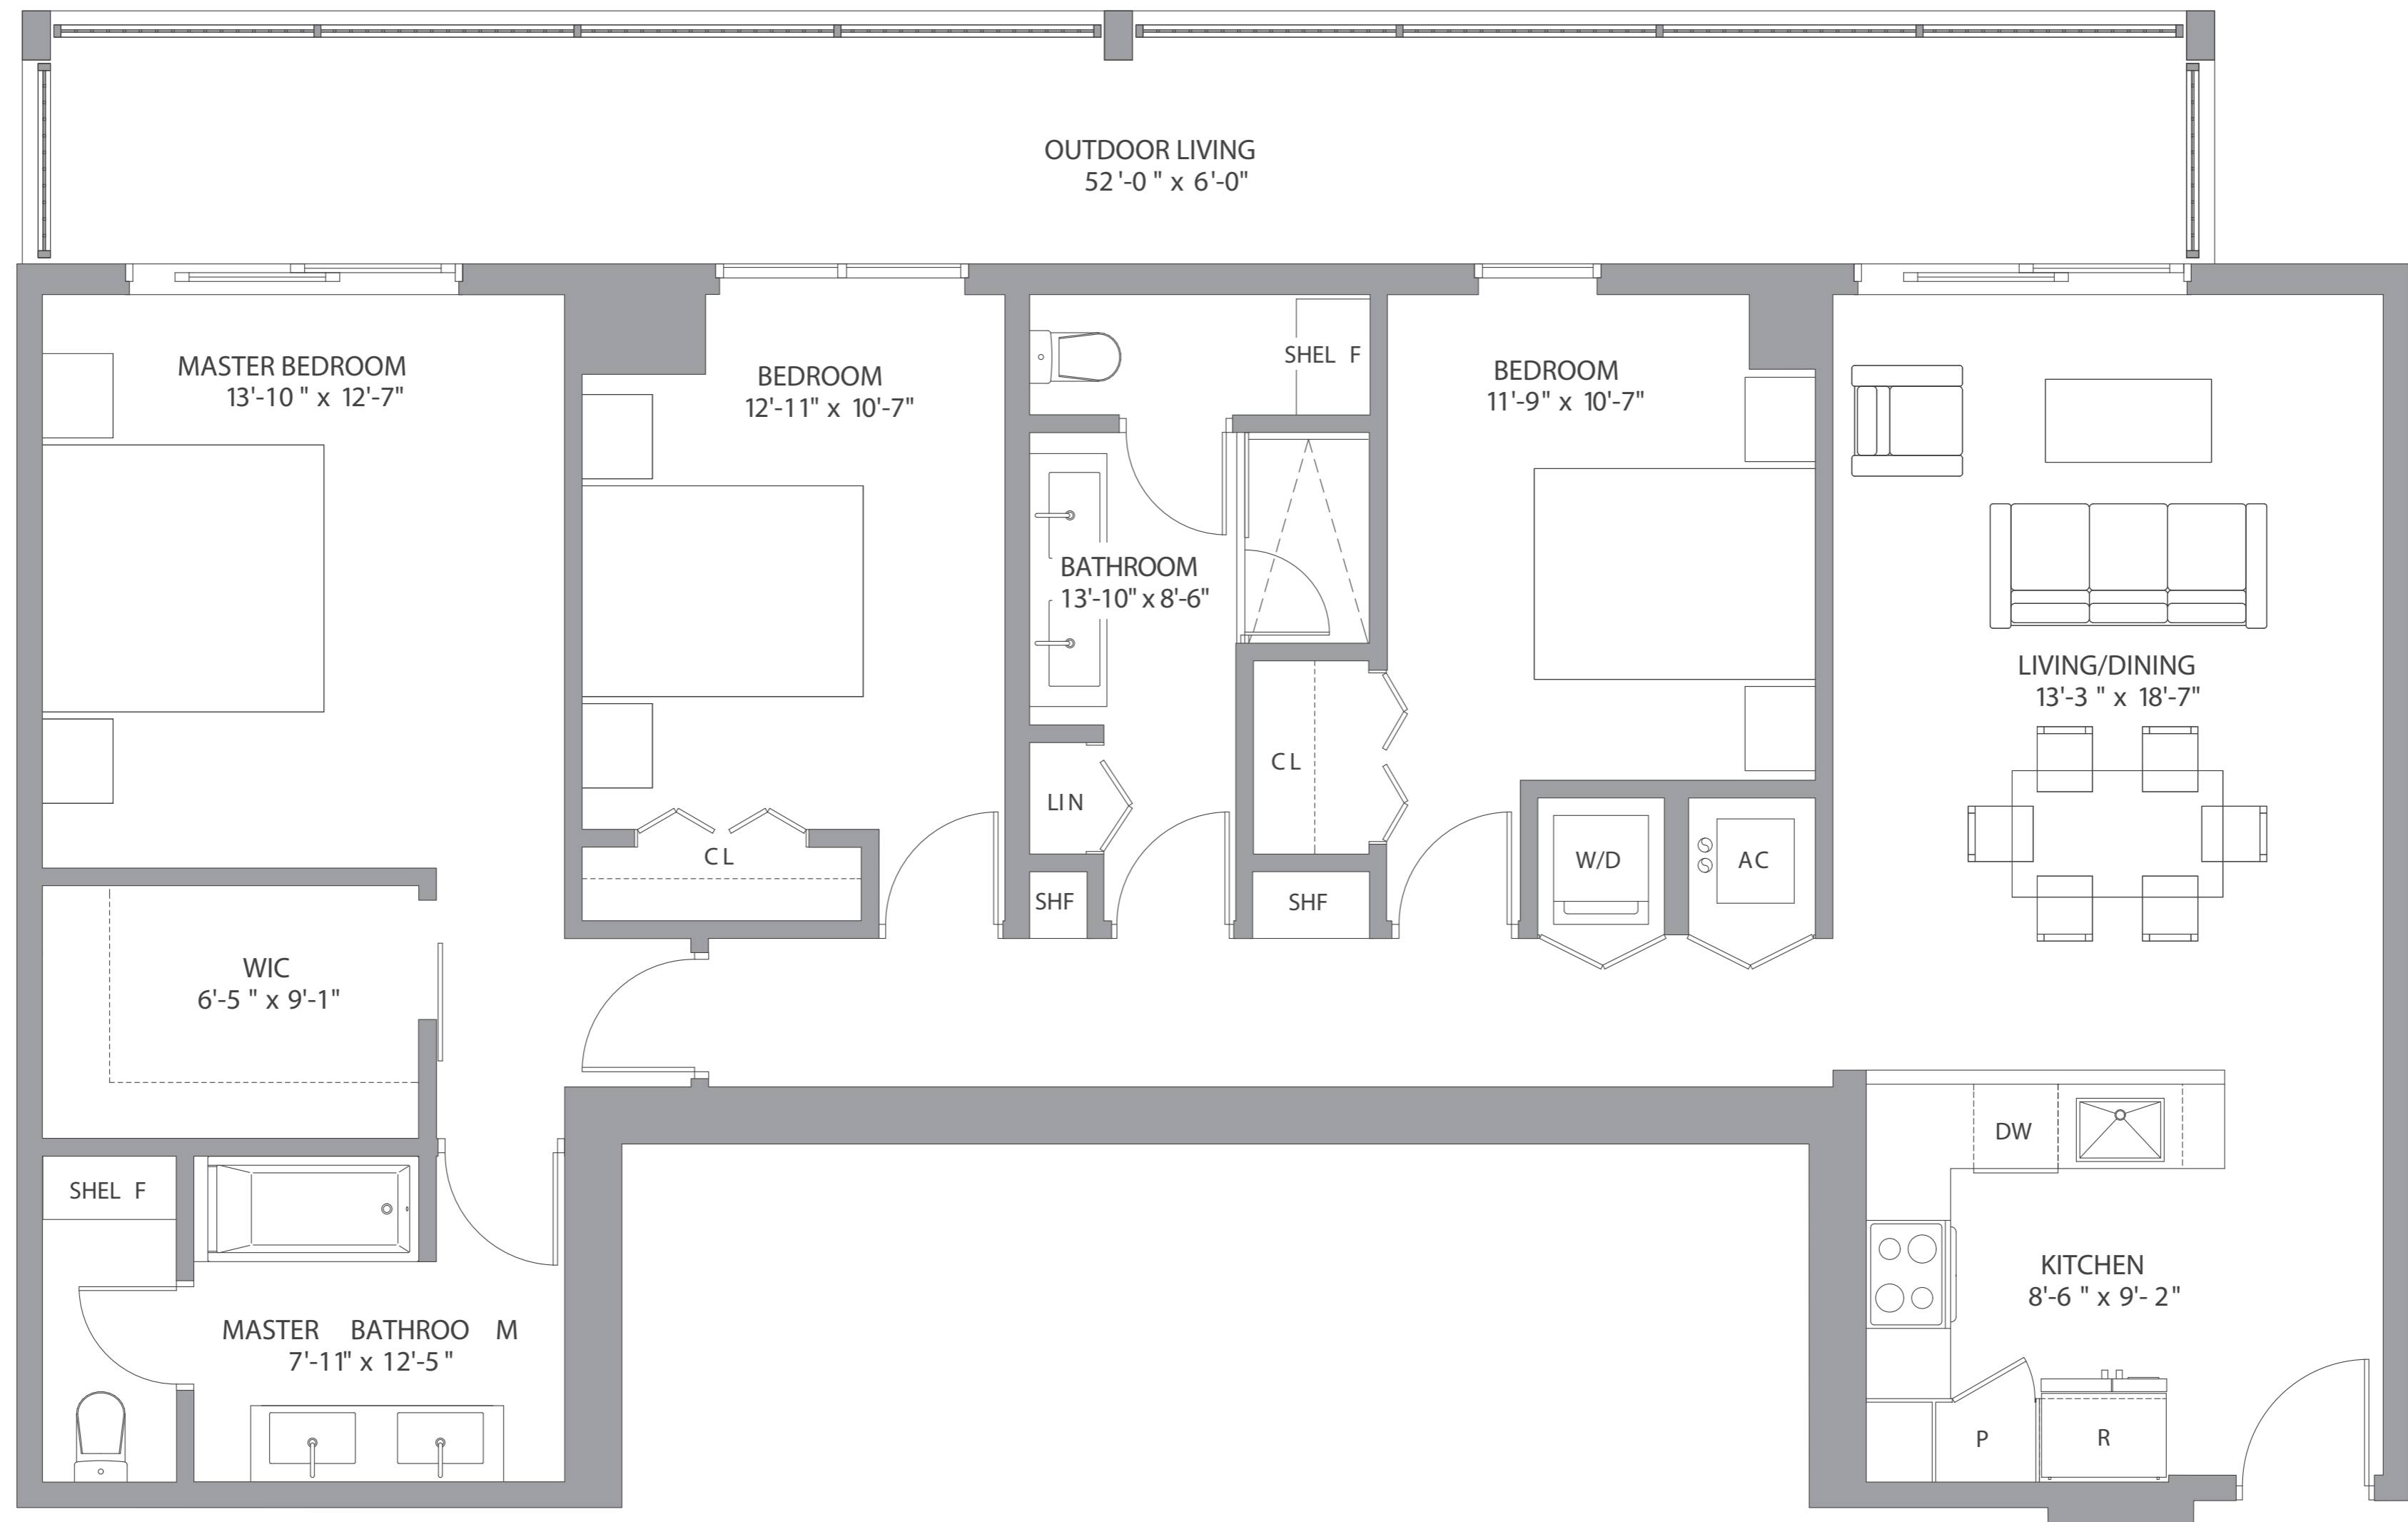 OUTDOOR LIVING
52'-0" x 6'-0"
MASTER BEDROOM
13'-10" x 12'-7"
BEDROOM
12'-11" x 10'-7"
SHEL F
BEDROOM
11'-9" x 10'-7"
BATHROOM
13'-10" x 8'-6"
LIVING/DINING
13'-3" x 18'-7"
CL
LIN
CL
W/D
AC
SHF
SHF
WIC
6'-5" x 9'-1"
DW
SHEL F
KITCHEN
8'-6" x 9'-2"
MASTER BATHROO M
7'-11" x 12'-5"
P
R